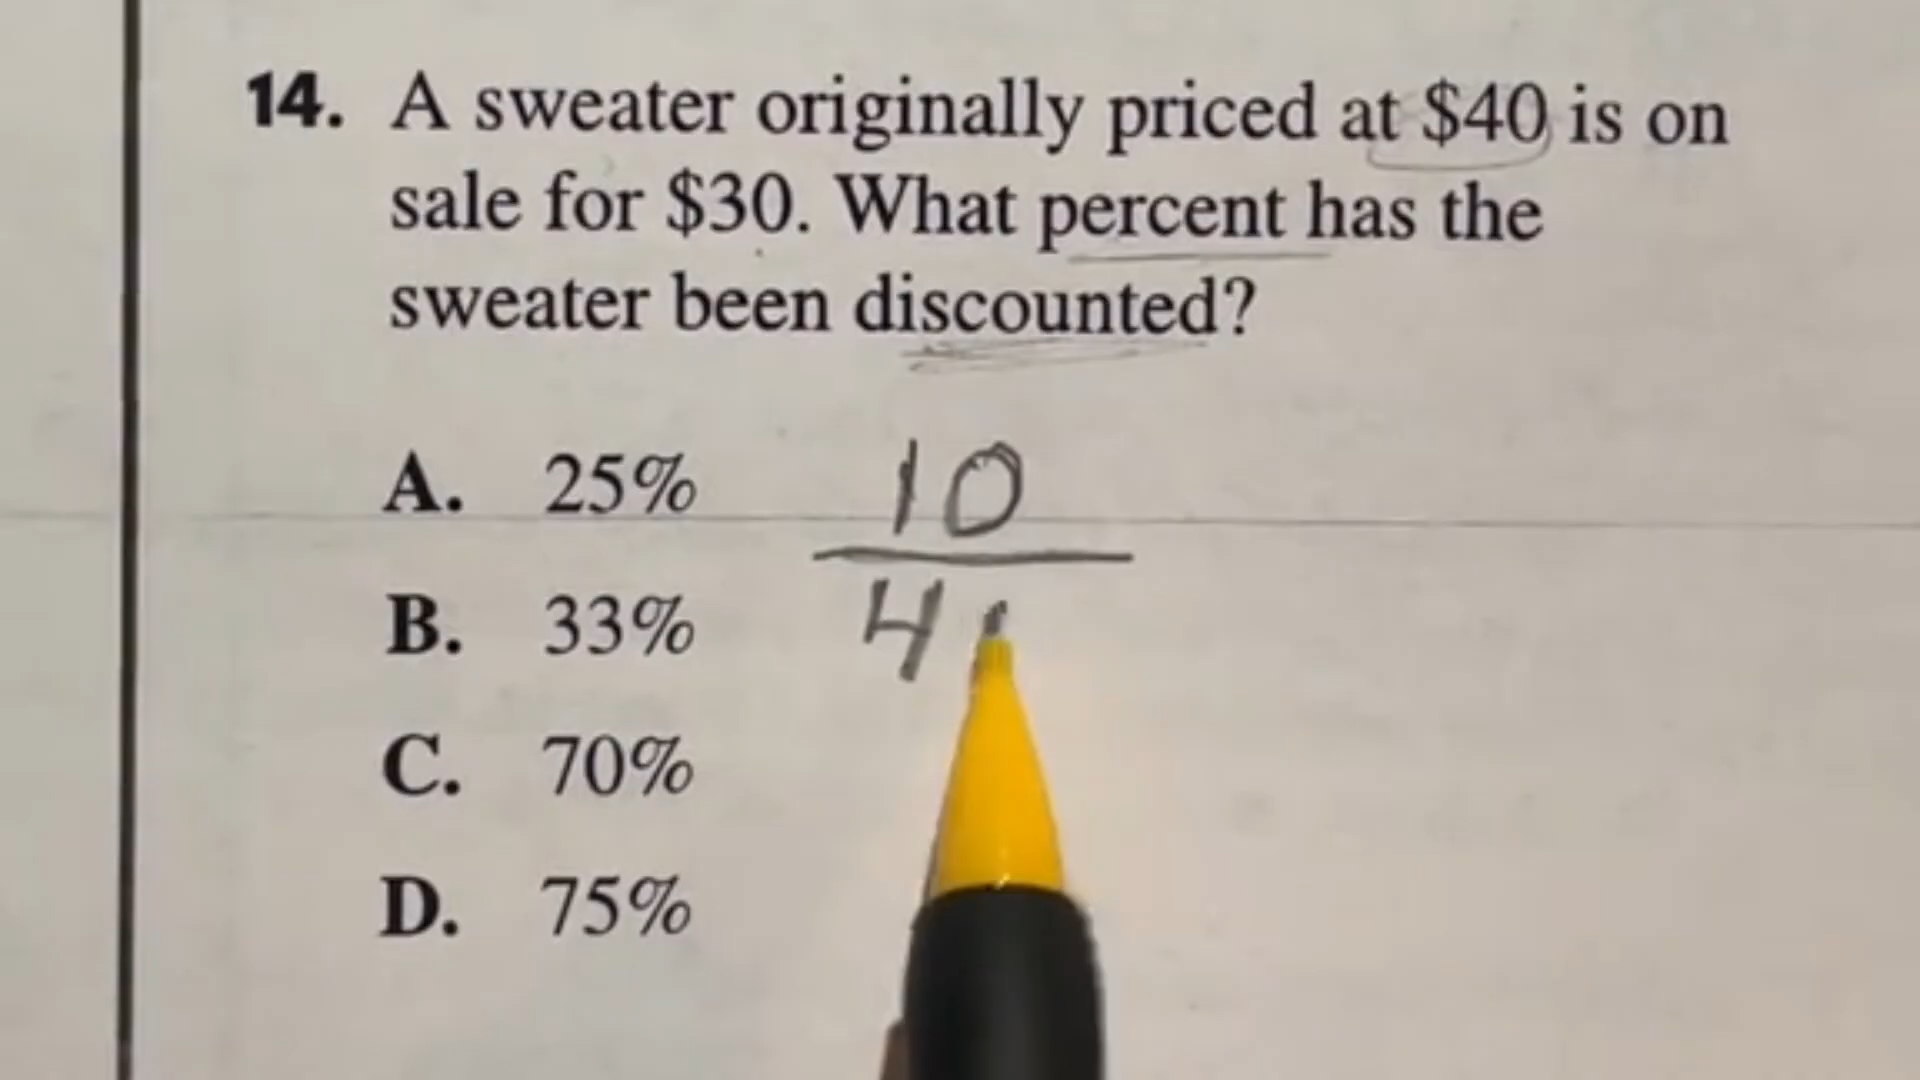 14. A sweater originally priced at $40 is on
sale for $30. What percent has the
sweater been discounted?
A. 25%
10
B. 33%
4
C. 70%
D. 75%